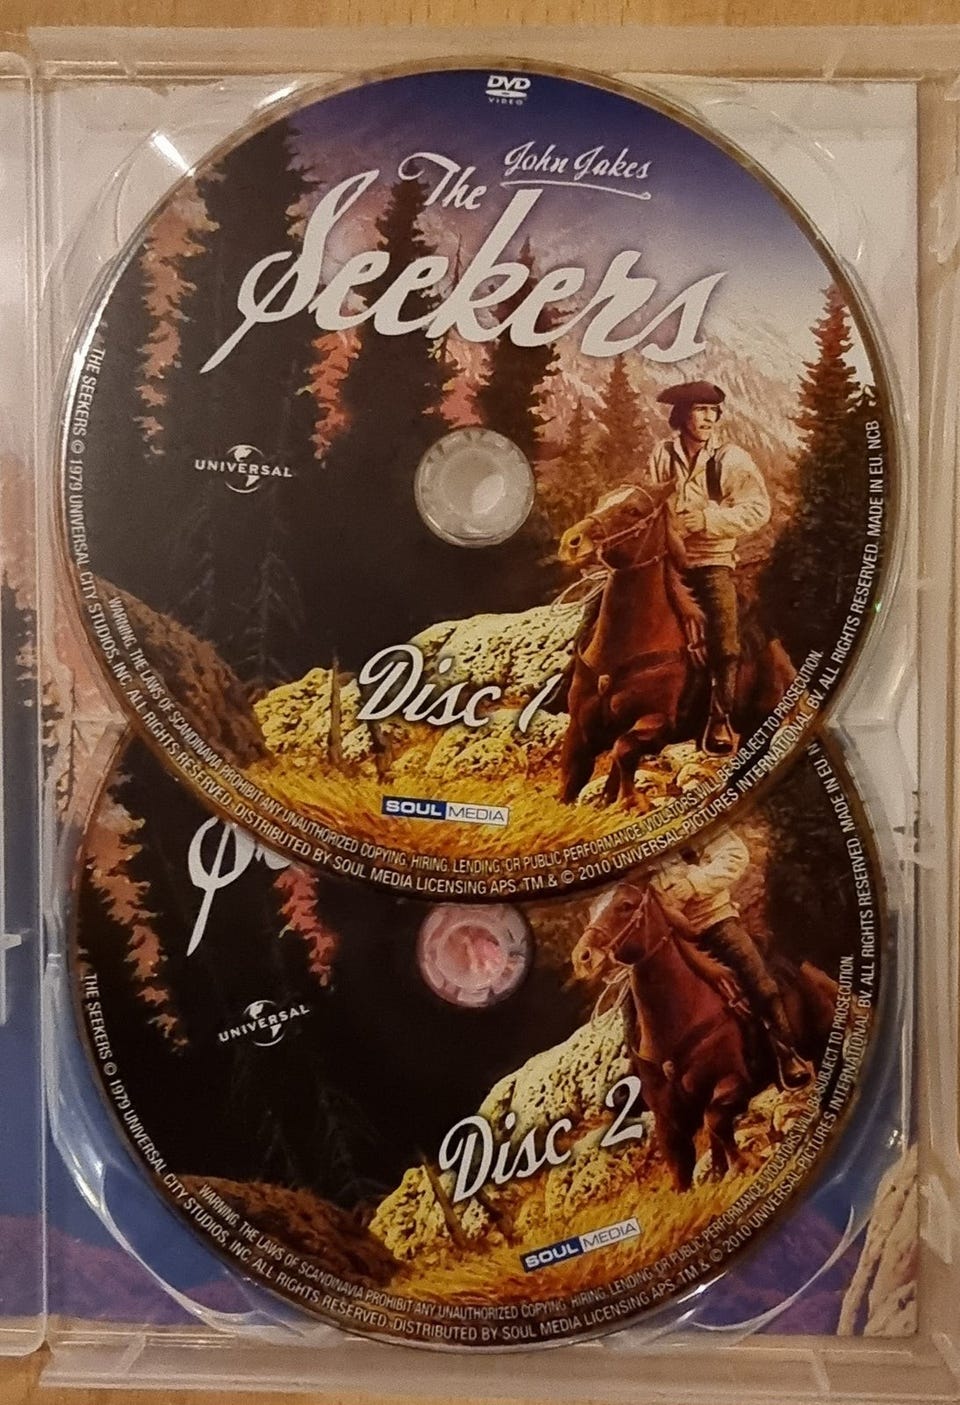 DVD
VIDEO
John Jakes
The
Seekers
UNIVERSAL
Disc 1
SOUL MEDIA
THE SEEKERS © 1979 UNIVERSAL CITY STUDIOS, INC. ALL RIGHTS RESERVED. DISTRIBUTED BY SOUL MEDIA LICENSING APS. TM & © 2010 UNIVERSAL PICTURES INTERNATIONAL BV. ALL RIGHTS RESERVED. MADE IN EU. NCB
WARNING. THE LAWS OF SCANDINAVIA PROHIBIT ANY UNAUTHORIZED COPYING, HIRING, LENDING, OR PUBLIC PERFORMANCE. VIOLATORS WILL BE SUBJECT TO PROSECUTION.
UNIVERSAL
Disc 2
SOUL MEDIA
THE SEEKERS © 1979 UNIVERSAL CITY STUDIOS, INC. ALL RIGHTS RESERVED. DISTRIBUTED BY SOUL MEDIA LICENSING APS. TM & © 2010 UNIVERSAL PICTURES INTERNATIONAL BV. ALL RIGHTS RESERVED. MADE IN EU
WARNING. THE LAWS OF SCANDINAVIA PROHIBIT ANY UNAUTHORIZED COPYING, HIRING, LENDING, OR PUBLIC PERFORMANCE. VIOLATORS WILL BE SUBJECT TO PROSECUTION.